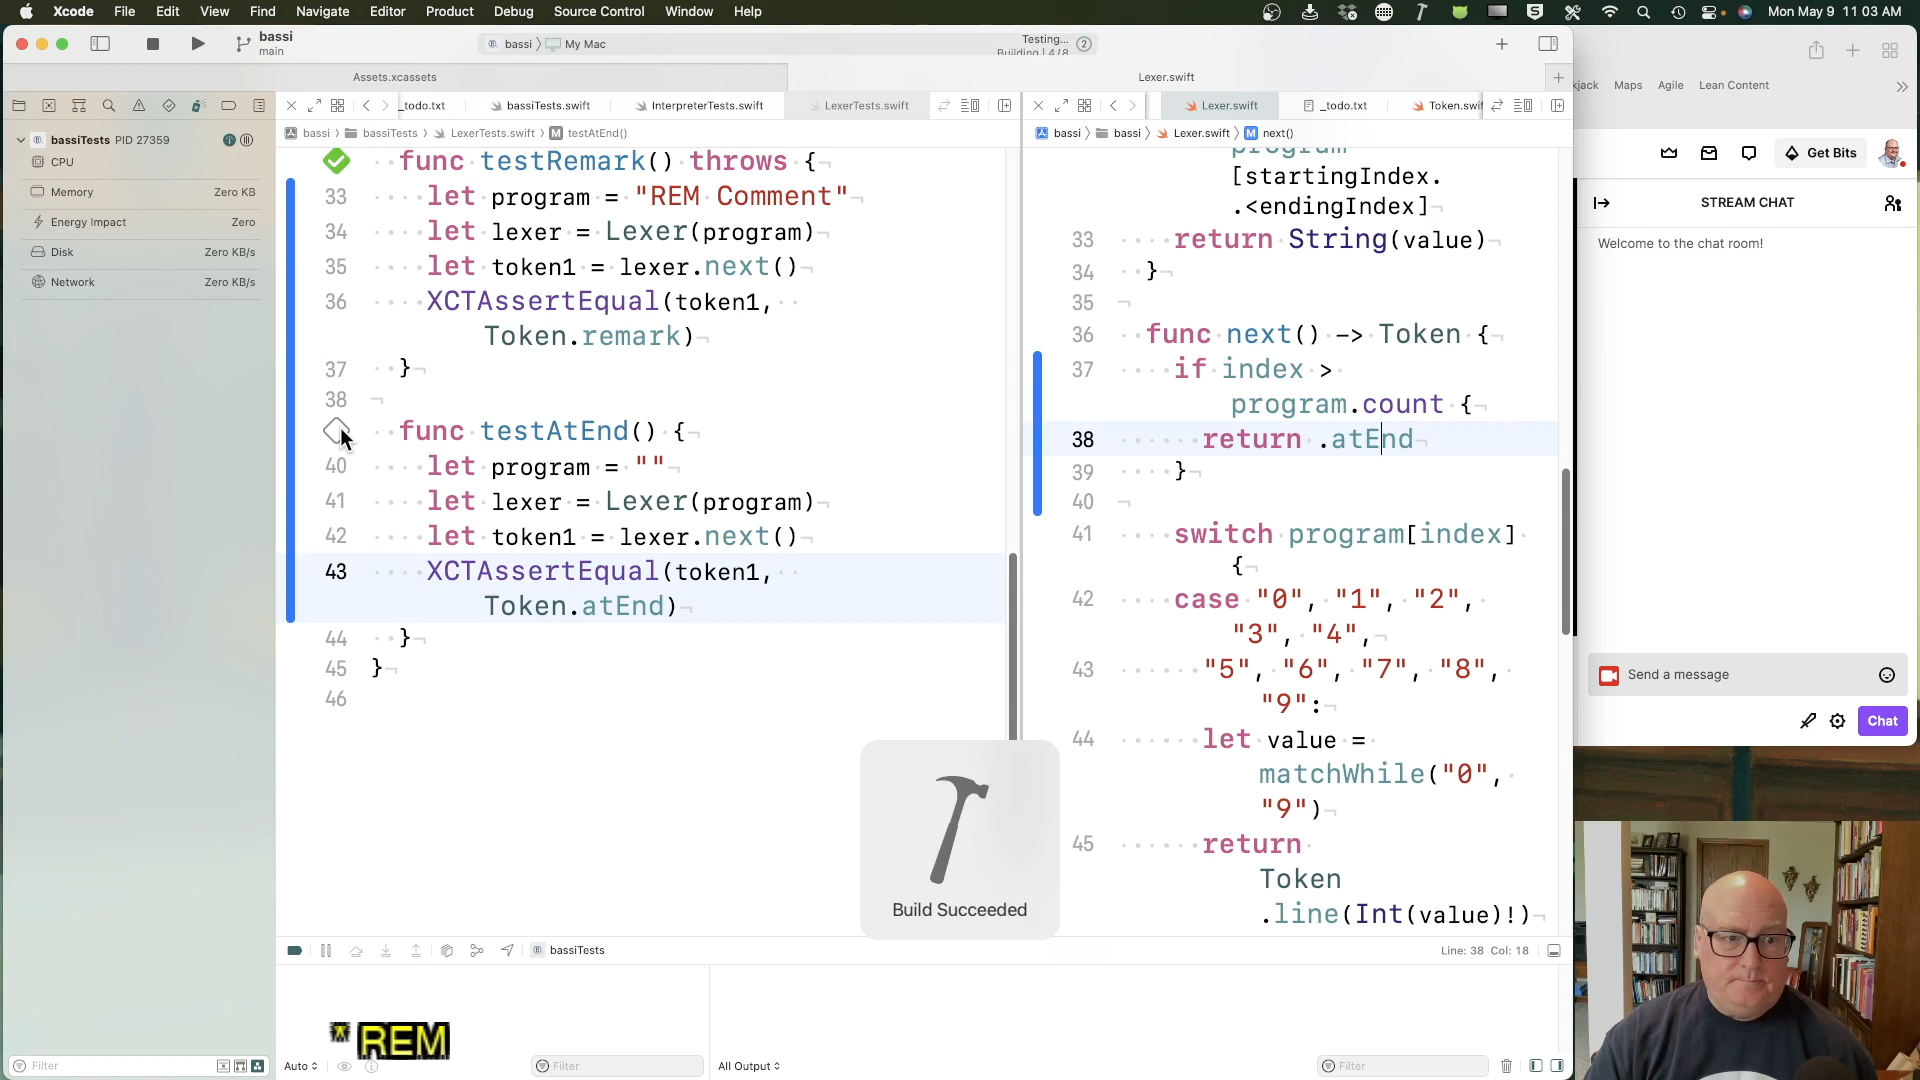 Xcode File Edit View Find Navigate Editor Product Debug Source Control Window Help
Mon May 9 11:03 AM
bassi
main
bassi 〉 My Mac
Testing...
Building | 4/8
2
Assets.xcassets
Lexer.swift
_todo.txt
bassiTests.swift
InterpreterTests.swift
LexerTests.swift
Lexer.swift
_todo.txt
Token.swif
bassi 〉 bassiTests 〉 LexerTests.swift 〉 M testAtEnd()
bassi 〉 bassi 〉 Lexer.swift 〉 M next()
bassiTests PID 27359
CPU
Memory Zero KB
Energy Impact Zero
Disk Zero KB/s
Network Zero KB/s
func testRemark() throws {
33 let program = "REM Comment"
34 let lexer = Lexer(program)
35 let token1 = lexer.next()
36 XCTAssertEqual(token1,
Token.remark)
37 }
38
func testAtEnd() {
40 let program = ""
41 let lexer = Lexer(program)
42 let token1 = lexer.next()
43 XCTAssertEqual(token1,
Token.atEnd)
44 }
45 }
46
program
[startingIndex.
.<endingIndex]
33 return String(value)
34 }
35
36 func next() -> Token {
37 if index >
program.count {
38 return .atEnd
39 }
40
41 switch program[index]
{
42 case "0", "1", "2",
"3", "4",
43 "5", "6", "7", "8",
"9":
44 let value =
matchWhile("0",
"9")
45 return
Token
.line(Int(value)!)
Build Succeeded
bassiTests
Line: 38 Col: 18
* REM
Filter
Auto
Filter
All Output
Filter
kjack Maps Agile Lean Content
Get Bits
STREAM CHAT
Welcome to the chat room!
Send a message
Chat